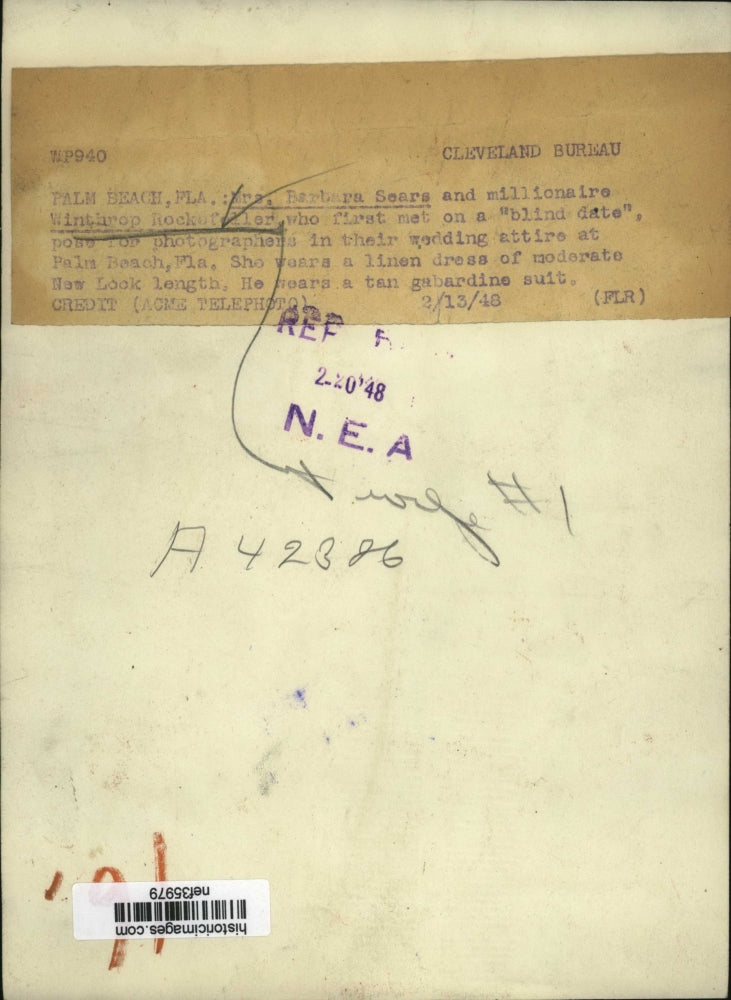 WP940 CLEVELAND BUREAU
PALM BEACH,FLA.:Mrs. Barbara Sears and millionaire
Winthrop Rockefeller who first met on a "blind date",
pose for photographers in their wedding attire at
Palm Beach,Fla. She wears a linen dress of moderate
New Look length. He wears a tan gabardine suit.
CREDIT (ACME TELEPHOTO) 2/13/48 (FLR)
REF
2-20'48
N.E.A
wife #1
A 42386
historicimages.com
nef35979